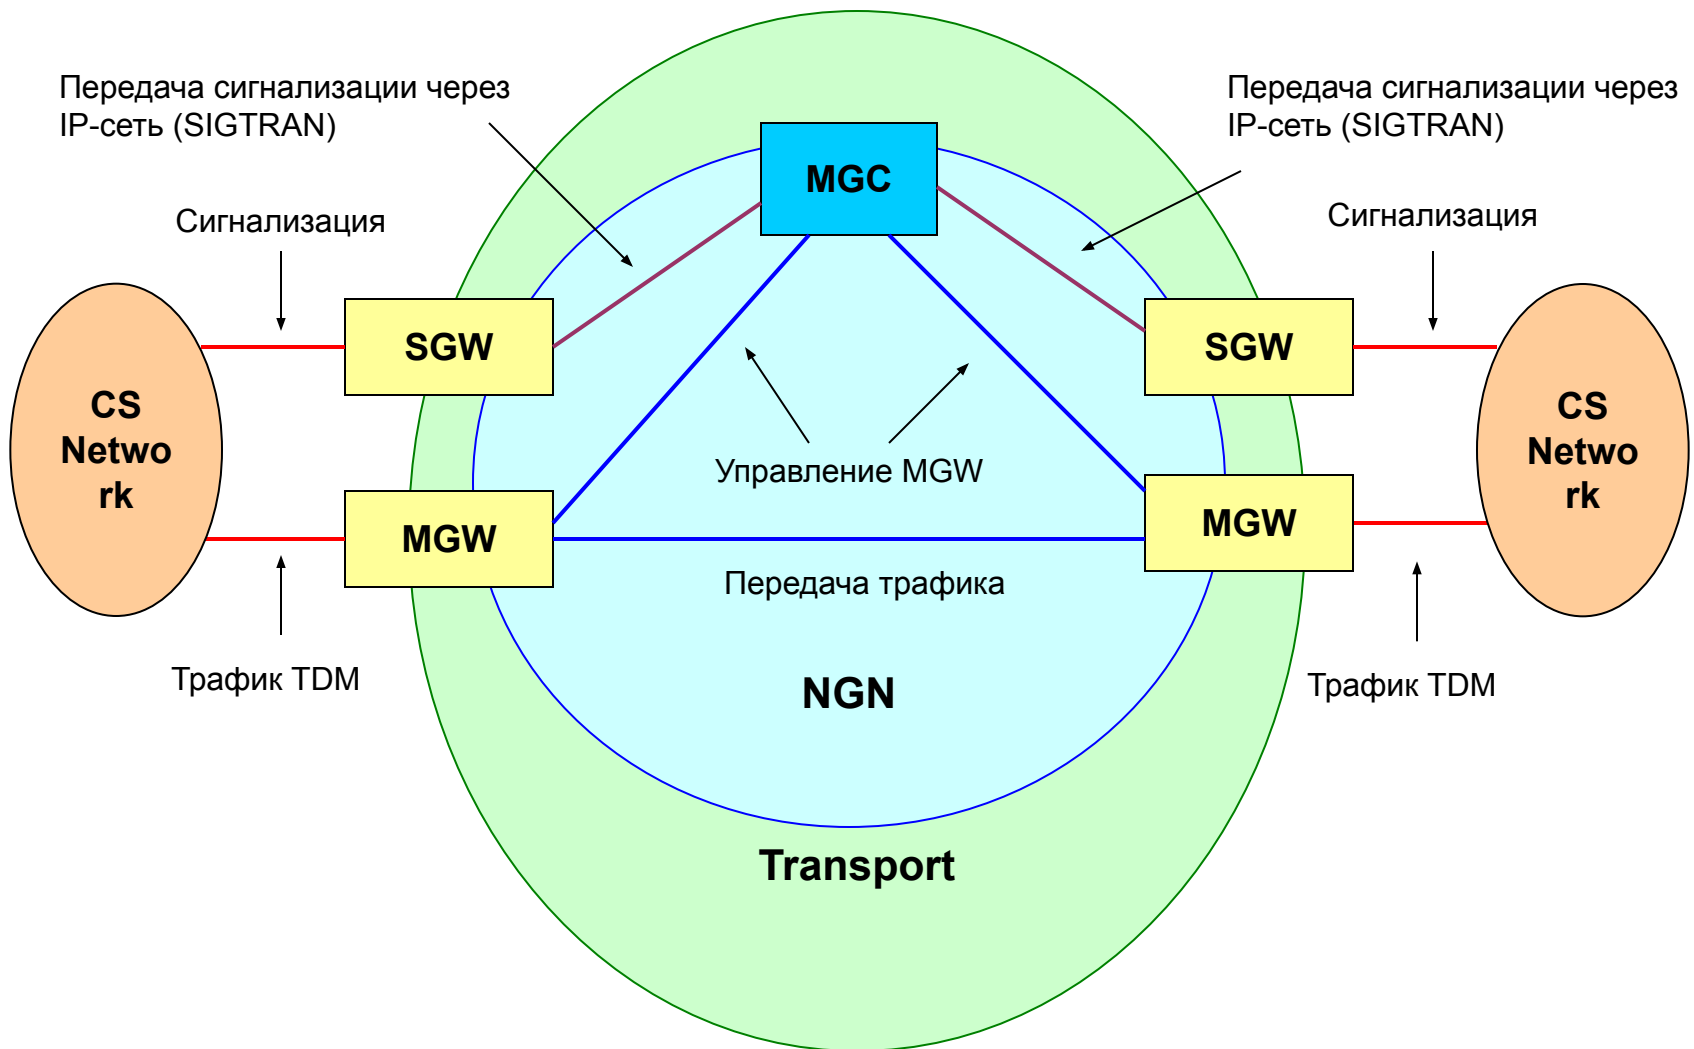 Передача сигнализации через
IP-сеть (SIGTRAN)
Передача сигнализации через
IP-сеть (SIGTRAN)
MGC
Сигнализация
Сигнализация
SGW
SGW
CS
Netwo
rk
CS
Netwo
rk
Управление MGW
MGW
MGW
Передача трафика
Трафик TDM
Трафик TDM
NGN
Transport